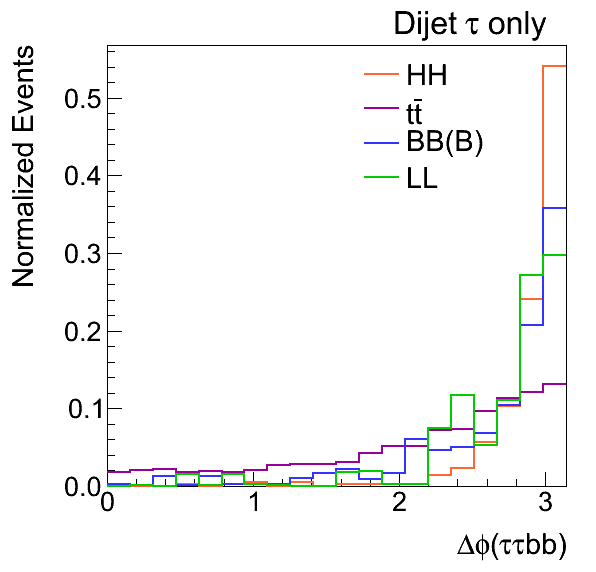 Dijet τ only
Normalized Events
HH
tt̄
BB(B)
LL
0.5
0.4
0.3
0.2
0.1
0.0
0 1 2 3
Δϕ(ττbb)